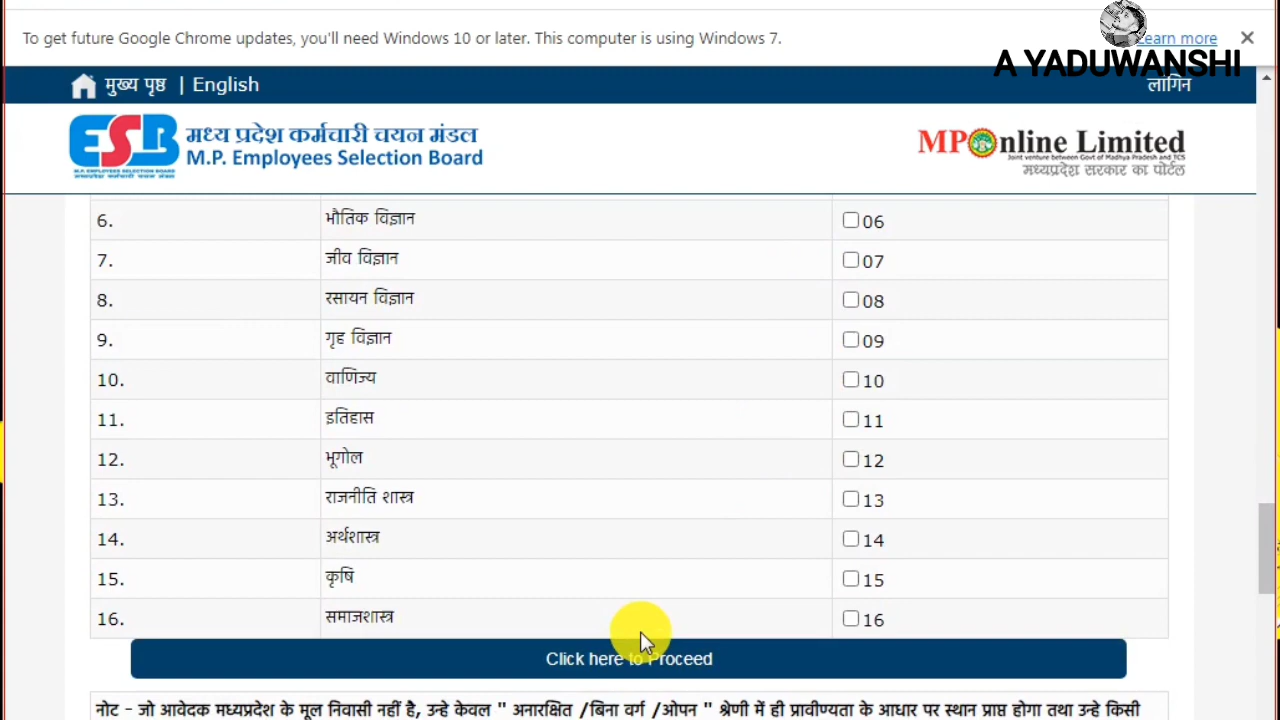 To get future Google Chrome updates, you'll need Windows 10 or later. This computer is using Windows 7.
Learn more
A YADUWANSHI
मुख्य पृष्ठ | English
लॉगिन
ESB
मध्य प्रदेश कर्मचारी चयन मंडल
M.P. Employees Selection Board
M.P. EMPLOYEES SELECTION BOARD
MPOnline Limited
Joint venture between Govt of Madhya Pradesh and TCS
मध्यप्रदेश सरकार का पोर्टल
6. भौतिक विज्ञान 06
7. जीव विज्ञान 07
8. रसायन विज्ञान 08
9. गृह विज्ञान 09
10. वाणिज्य 10
11. इतिहास 11
12. भूगोल 12
13. राजनीति शास्त्र 13
14. अर्थशास्त्र 14
15. कृषि 15
16. समाजशास्त्र 16
Click here to Proceed
नोट - जो आवेदक मध्यप्रदेश के मूल निवासी नहीं है, उन्हे केवल " अनारक्षित /बिना वर्ग /ओपन " श्रेणी में ही प्रावीण्यता के आधार पर स्थान प्राप्त होगा तथा उन्हे किसी